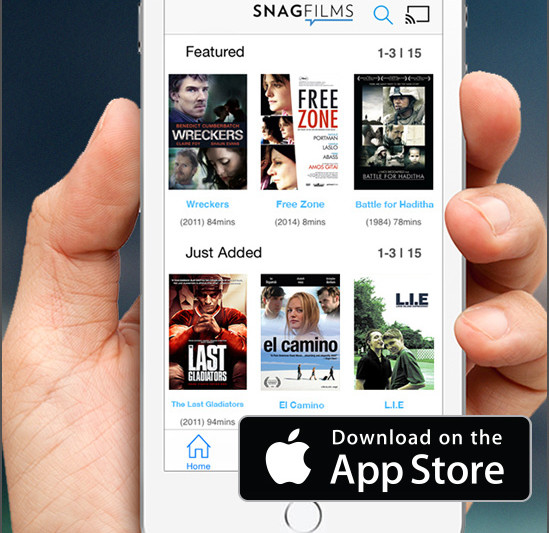 SNAGFILMS
Featured
1-3 | 15
BENEDICT CUMBERBATCH
WRECKERS
CLAIRE FOY SHAUN EVANS
FREE
ZONE
PORTMAN
LASLO
ABBASS
AMOS GITAI
BATTLE FOR HADITHA
Wreckers
Free Zone
Battle for Haditha
(2011) 84mins
(2014) 8mins
(1984) 78mins
Just Added
1-3 | 15
THE
LAST
GLADIATORS
el camino
L.I.E
The Last Gladiators
El Camino
L.I.E
(2011) 94mins
Home
Download on the
App Store